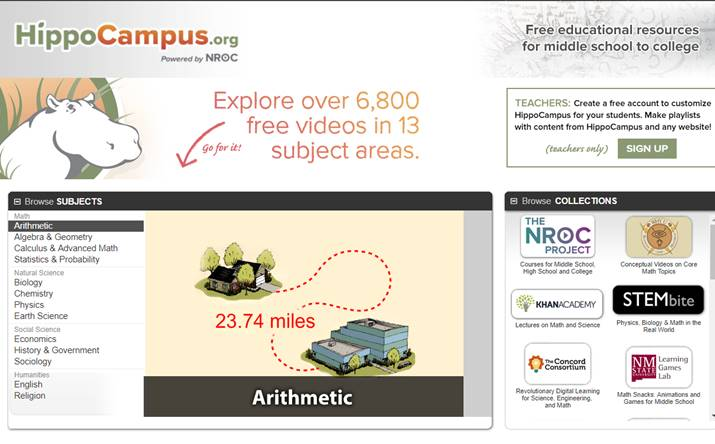 HippoCampus.org
Powered by NROC
Free educational resources
for middle school to college
Explore over 6,800
free videos in 13
subject areas.
Go for it!
TEACHERS: Create a free account to customize
HippoCampus for your students. Make playlists
with content from HippoCampus and any website!
(teachers only)
SIGN UP
Browse SUBJECTS
Math
Arithmetic
Algebra & Geometry
Calculus & Advanced Math
Statistics & Probability
Natural Science
Biology
Chemistry
Physics
Earth Science
Social Science
Economics
History & Government
Sociology
Humanities
English
Religion
23.74 miles
Arithmetic
Browse COLLECTIONS
THE
NROC
PROJECT
Courses for Middle School,
High School and College
Conceptual Videos on Core
Math Topics
KHANACADEMY
Lectures on Math and Science
STEMbite
Physics, Biology & Math in the
Real World
The Concord
Consortium
Revolutionary Digital Learning
for Science, Engineering,
and Math
NM
STATE
Learning
Games
Lab
Math Snacks: Animations and
Games for Middle School